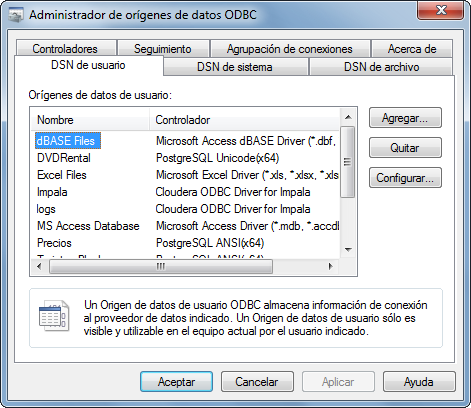 Administrador de orígenes de datos ODBC
Controladores Seguimiento Agrupación de conexiones Acerca de
DSN de usuario DSN de sistema DSN de archivo
Orígenes de datos de usuario:
Nombre Controlador
dBASE Files Microsoft Access dBASE Driver (*.dbf,
DVDRental PostgreSQL Unicode(x64)
Excel Files Microsoft Excel Driver (*.xls, *.xlsx, *.xls
Impala Cloudera ODBC Driver for Impala
logs Cloudera ODBC Driver for Impala
MS Access Database Microsoft Access Driver (*.mdb, *.accdb
Precios PostgreSQL ANSI(x64)
PostgreSQL ANSI(x64)
Agregar...
Quitar
Configurar...
Un Origen de datos de usuario ODBC almacena información de conexión
al proveedor de datos indicado. Un Origen de datos de usuario sólo es
visible y utilizable en el equipo actual por el usuario indicado.
Aceptar Cancelar Aplicar Ayuda